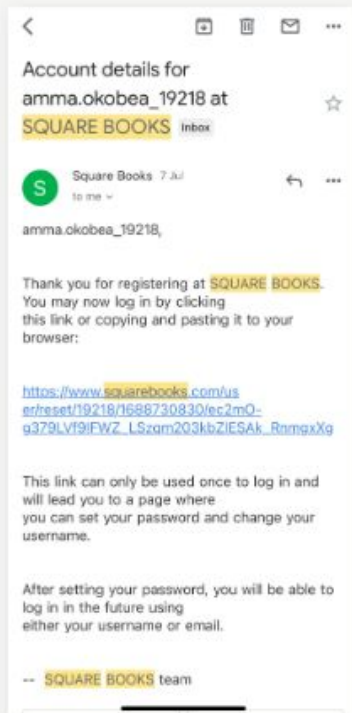 Account details for
amma.okobea_19218 at
SQUARE BOOKS Inbox
S
Square Books 7 Jul
to me
amma.okobea_19218,
Thank you for registering at SQUARE BOOKS.
You may now log in by clicking
this link or copying and pasting it to your
browser:
https://www.squarebooks.com/us
er/reset/19218/1688730830/ec2mO-
This link can only be used once to log in and
will lead you to a page where
you can set your password and change your
username.
After setting your password, you will be able to
log in in the future using
either your username or email.
-- SQUARE BOOKS team